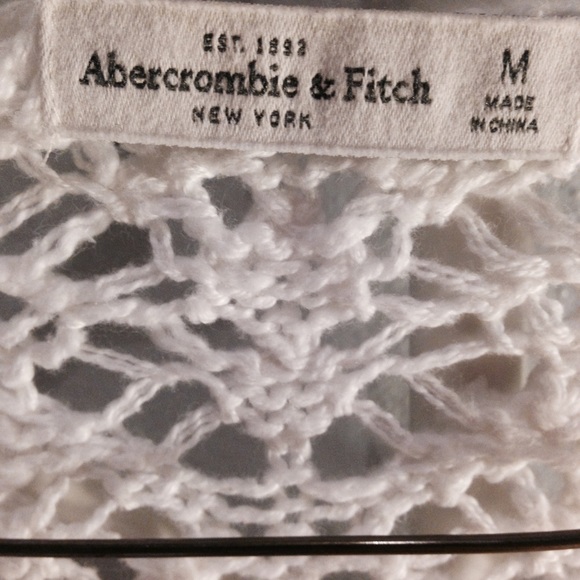 EST. 1892
Abercrombie & Fitch
NEW YORK
M
MADE
IN CHINA